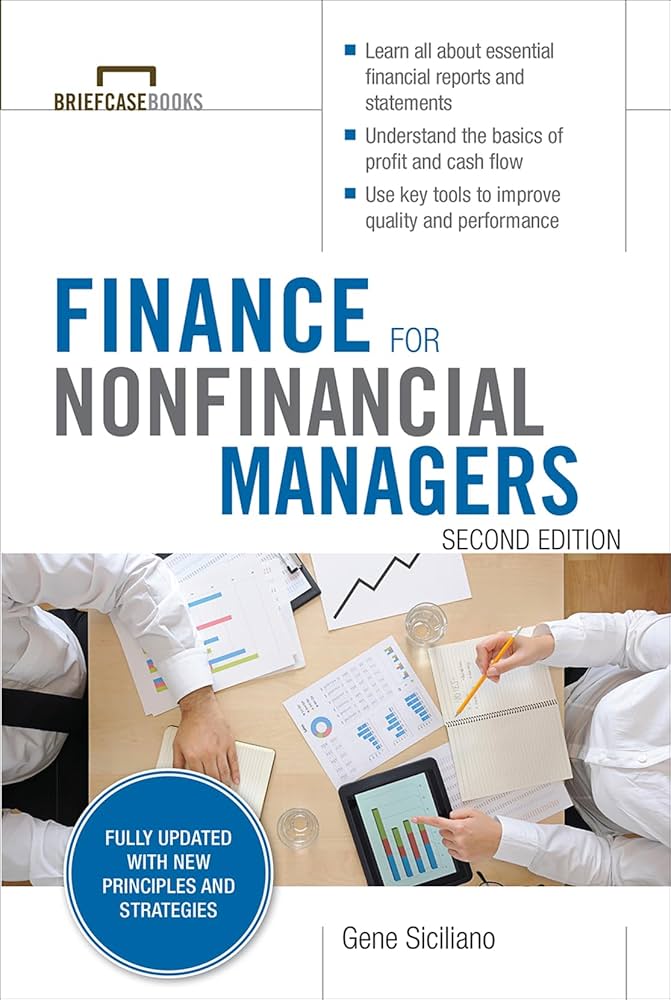 BRIEFCASEBOOKS
Learn all about essential
financial reports and
statements
Understand the basics of
profit and cash flow
Use key tools to improve
quality and performance
FINANCE FOR
NONFINANCIAL
MANAGERS
SECOND EDITION
FULLY UPDATED
WITH NEW
PRINCIPLES AND
STRATEGIES
Gene Siciliano